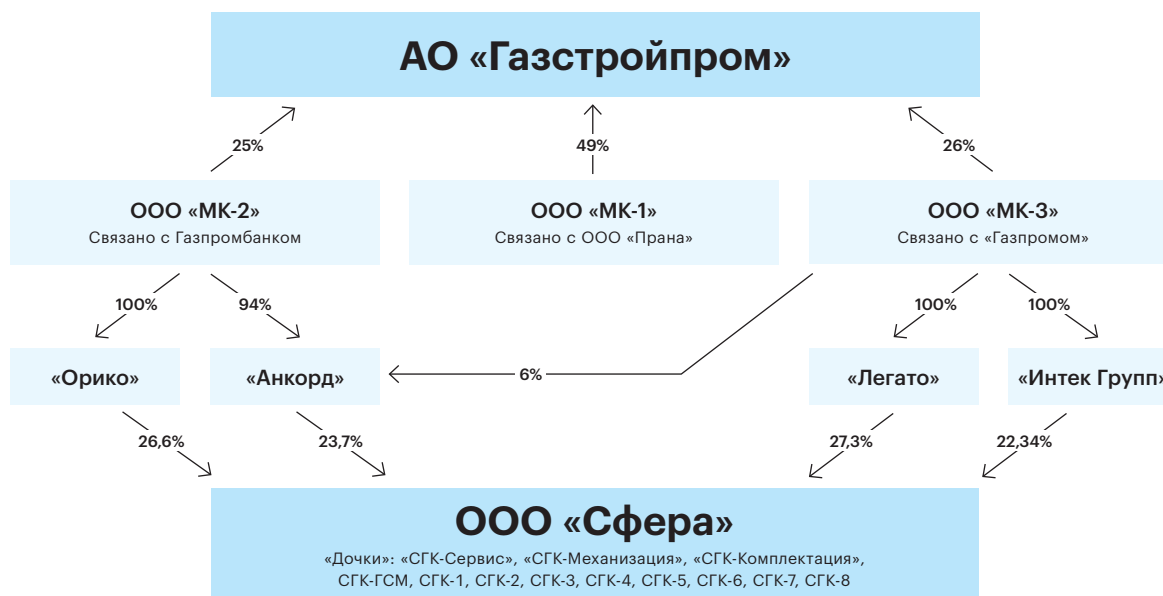 АО «Газстройпром»
25%
49%
26%
ООО «МК-2»
Связано с Газпромбанком
ООО «МК-1»
Связано с ООО «Прана»
ООО «МК-3»
Связано с «Газпромом»
100%
94%
100%
100%
«Орико»
«Анкорд»
6%
«Легато»
«Интек Групп»
26,6%
23,7%
27,3%
22,34%
ООО «Сфера»
«Дочки»: «СГК-Сервис», «СГК-Механизация», «СГК-Комплектация»,
СГК-ГСМ, СГК-1, СГК-2, СГК-3, СГК-4, СГК-5, СГК-6, СГК-7, СГК-8